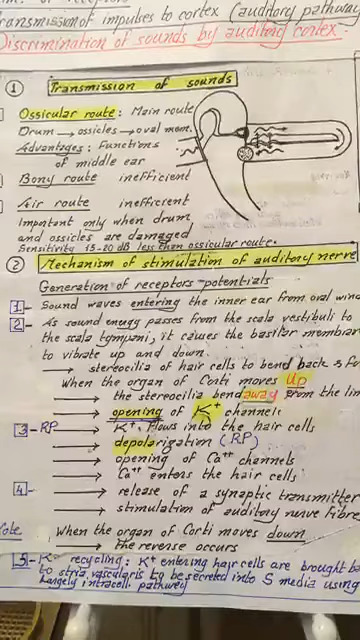 Transmission of impulses to cortex (auditory pathwa
Discrimination of sounds by auditory cortex.
1 Transmission of sounds
Ossicular route: Main route
Drum → ossicles → oval mem.
Advantages: Functions
of middle ear
Bony route inefficient
Air route inefficient
Important only when drum
and ossicles are damaged
Sensitivity 15-20 dB less than ossicular route.
2 Mechanism of stimulation of auditory nerve
Generation of receptors potentials
1- Sound waves entering the inner ear from oval wind
2- As sound passes from the scala vestibuli to
the scala tympani, it causes the basilar membran
to vibrate up and down.
→ stereocilia of hair cells to bend back & fo
When the organ of Corti moves Up
→ the stereocilia bend away from the lim
→ opening of K+ channels
3- RP → K+ flows into the hair cells
→ depolarization (RP)
→ opening of Ca++ channels
→ Ca++ enters the hair cells
4- → release of a synaptic transmitter
→ stimulation of auditory nerve fibre
Note When the organ of Corti moves down
→ the reverse occurs
5- K+ recycling: K+ entering hair cells are brought b
to stria vascularis to be secreted into S media using
largely intracell. pathway